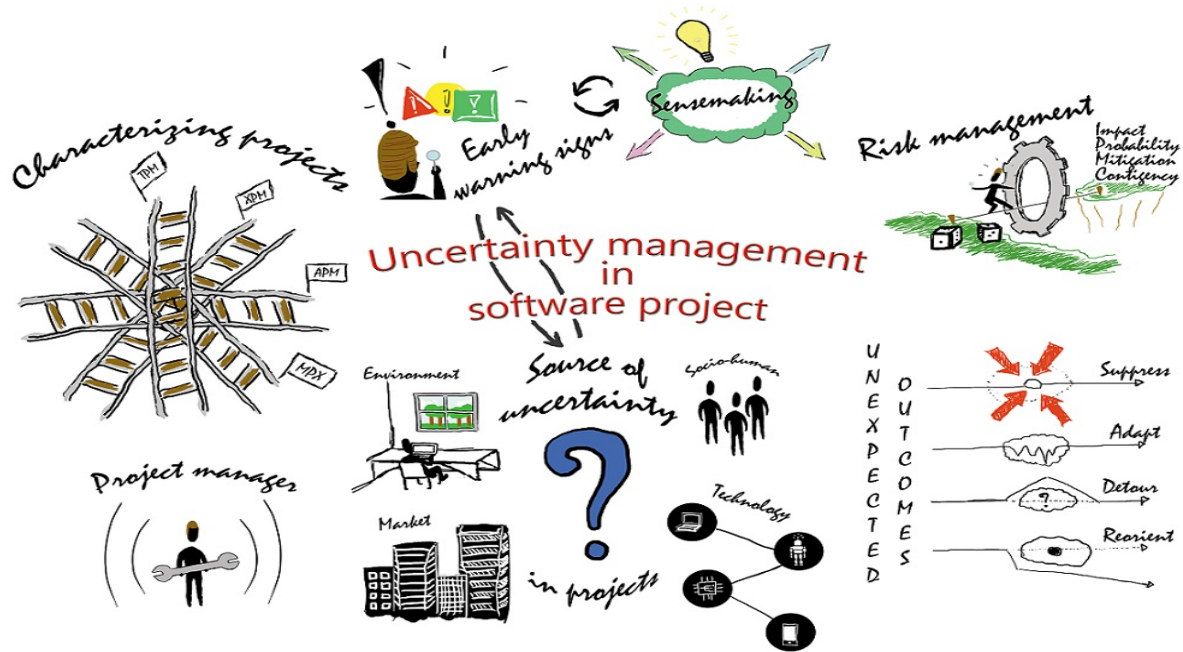 Characterizing projects
TPM
XPM
APM
MPX
Early
warning signs
Sensemaking
Risk management
Impact
Probability
Mitigation
Contigency
Uncertainty management
in
software project
Project manager
Source of
uncertainty
in projects
Environment
Socio-human
Market
Technology
UNEXPECTED
OUTCOMES
Suppress
Adapt
Detour
?
Reorient